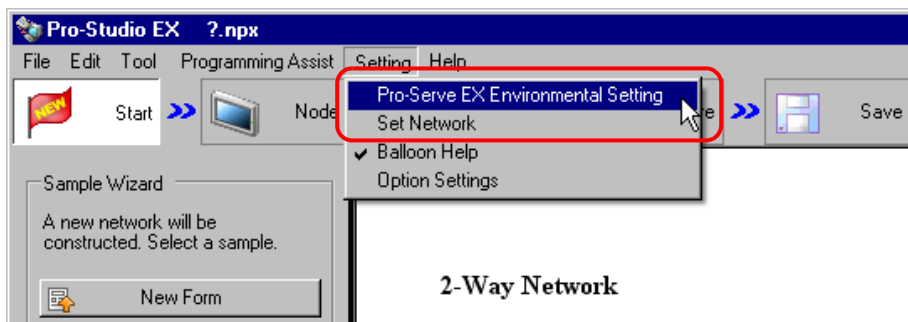 Pro-Studio EX ?.npx
File Edit Tool Programming Assist Setting Help
NEW
Start
Node
Save
Pro-Serve EX Environmental Setting
Set Network
Balloon Help
Option Settings
Sample Wizard
A new network will be
constructed. Select a sample.
New Form
2-Way Network